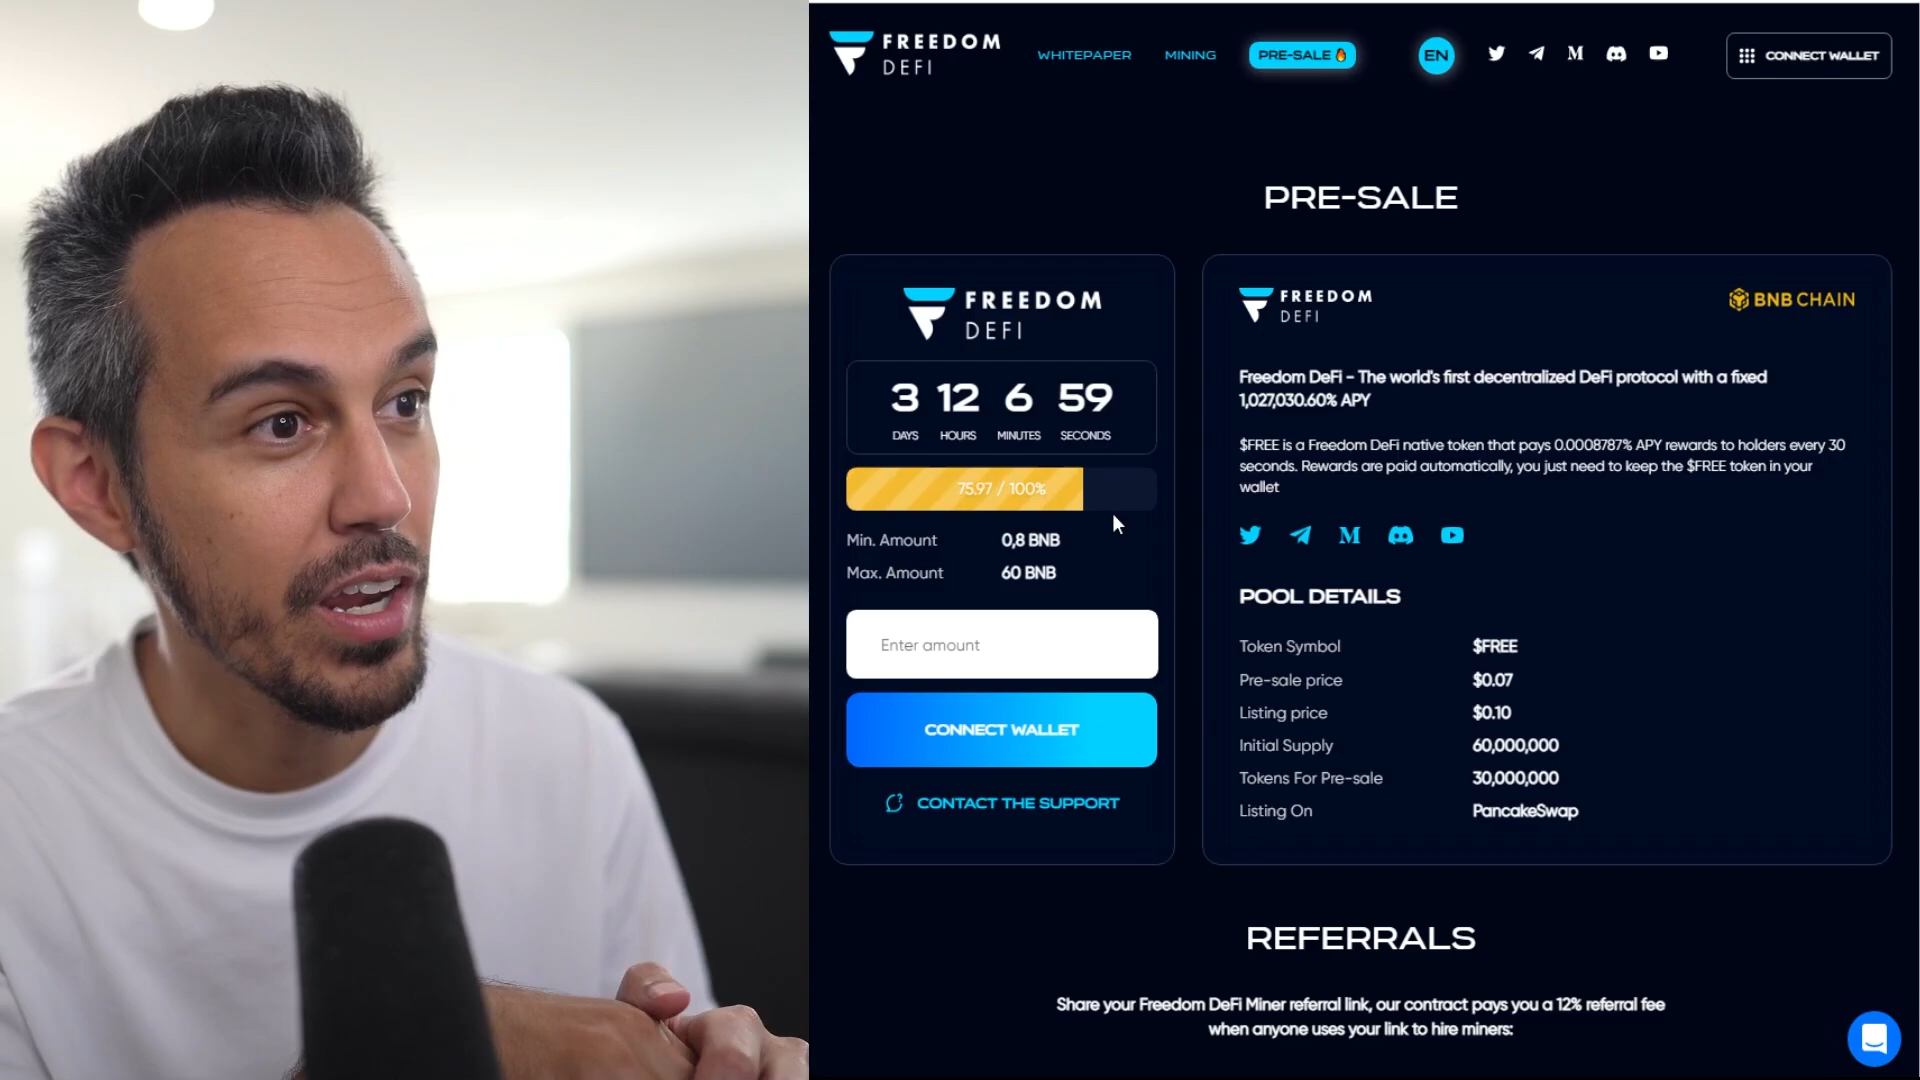 FREEDOM
DEFI
WHITEPAPER
MINING
PRE-SALE
EN
M
CONNECT WALLET
PRE-SALE
FREEDOM
DEFI
3 12 6 59
DAYS HOURS MINUTES SECONDS
75.97 / 100%
Min. Amount 0,8 BNB
Max. Amount 60 BNB
Enter amount
CONNECT WALLET
CONTACT THE SUPPORT
FREEDOM
DEFI
BNB CHAIN
Freedom DeFi - The world's first decentralized DeFi protocol with a fixed
1,027,030.60% APY
$FREE is a Freedom DeFi native token that pays 0.0008787% APY rewards to holders every 30
seconds. Rewards are paid automatically, you just need to keep the $FREE token in your
wallet
M
POOL DETAILS
Token Symbol $FREE
Pre-sale price $0.07
Listing price $0.10
Initial Supply 60,000,000
Tokens For Pre-sale 30,000,000
Listing On PancakeSwap
REFERRALS
Share your Freedom DeFi Miner referral link, our contract pays you a 12% referral fee
when anyone uses your link to hire miners: